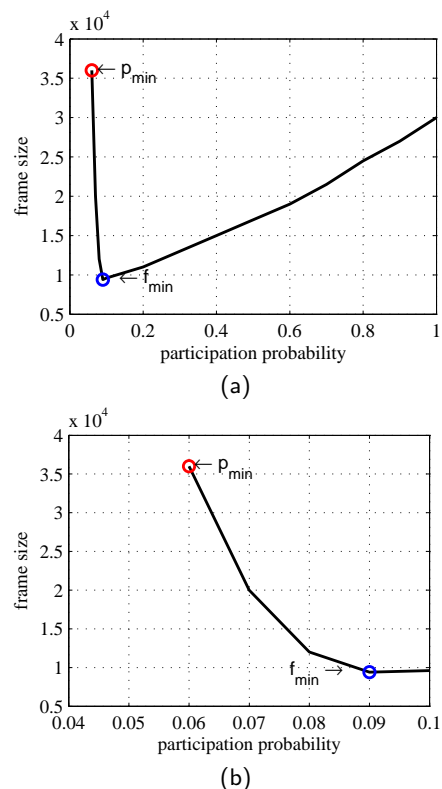 x 10^4
4
3.5
3
2.5
2
1.5
1
0.5
frame size
← p_min
← f_min
0 0.2 0.4 0.6 0.8 1
participation probability
(a)
x 10^4
4
3.5
3
2.5
2
1.5
1
0.5
frame size
← p_min
f_min →
0.04 0.05 0.06 0.07 0.08 0.09 0.1
participation probability
(b)